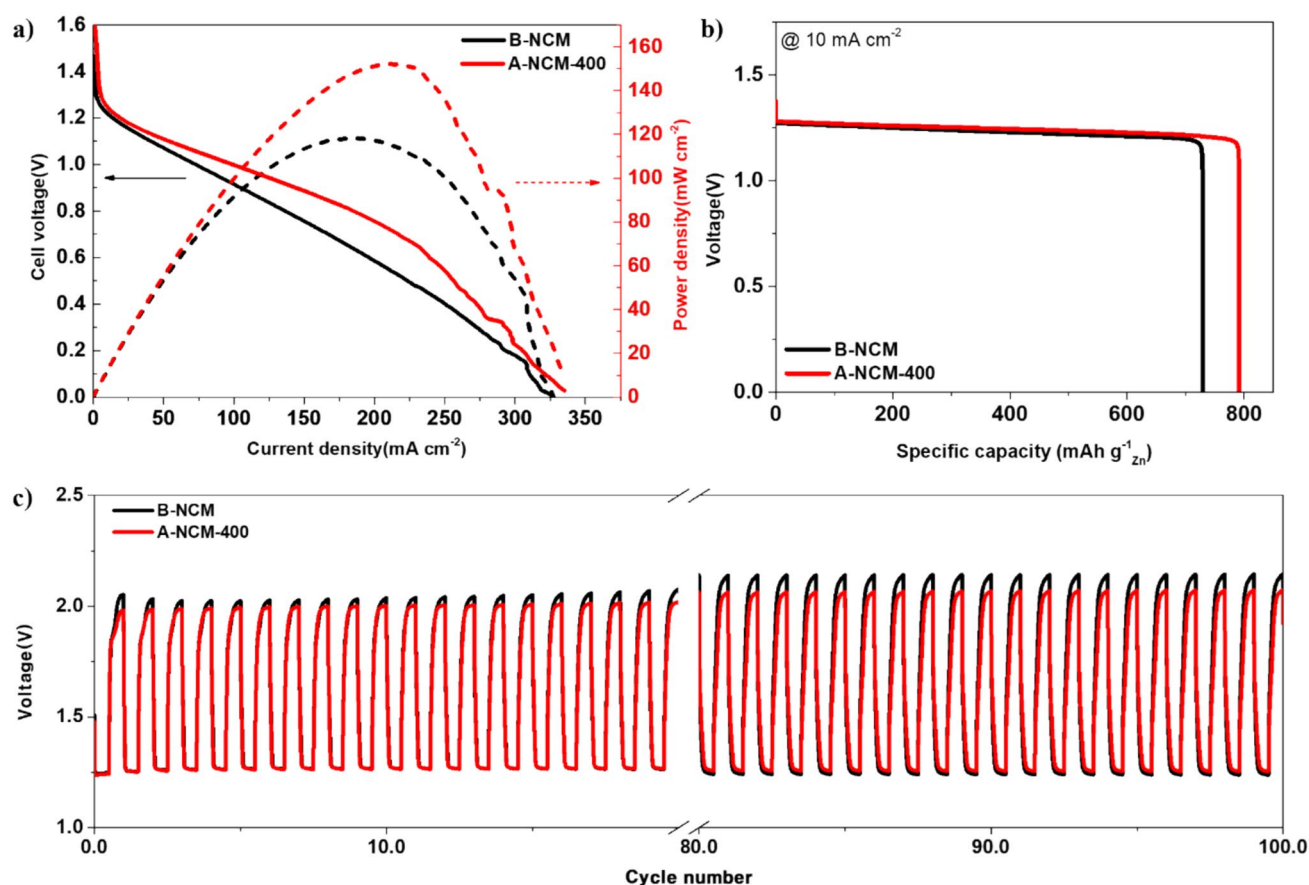 a)
B-NCM
A-NCM-400
1.6
1.4
1.2
1.0
0.8
0.6
0.4
0.2
0.0
Cell voltage(V)
160
140
120
100
80
60
40
20
0
Power density(mW cm-2)
0
50
100
150
200
250
300
350
Current density(mA cm-2)
b)
@ 10 mA cm-2
1.5
1.0
0.5
0.0
Voltage(V)
B-NCM
A-NCM-400
0
200
400
600
800
Specific capacity (mAh g-1Zn)
c)
B-NCM
A-NCM-400
2.5
2.0
1.5
1.0
Voltage(V)
0.0
10.0
80.0
90.0
100.0
Cycle number